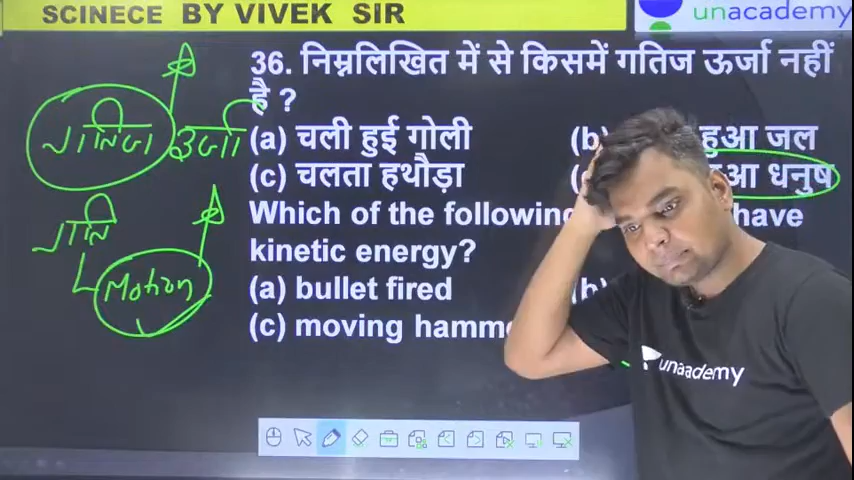 SCINECE BY VIVEK SIR
unacademy
36. निम्नलिखित में से किसमें गतिज ऊर्जा नहीं
है ?
(a) चली हुई गोली
(b) हुआ जल
(c) चलता हथौड़ा
हुआ धनुष
Which of the following have
kinetic energy?
(a) bullet fired
(b)
(c) moving hamme
गतिज ऊर्जा
गति
Motion
unacademy